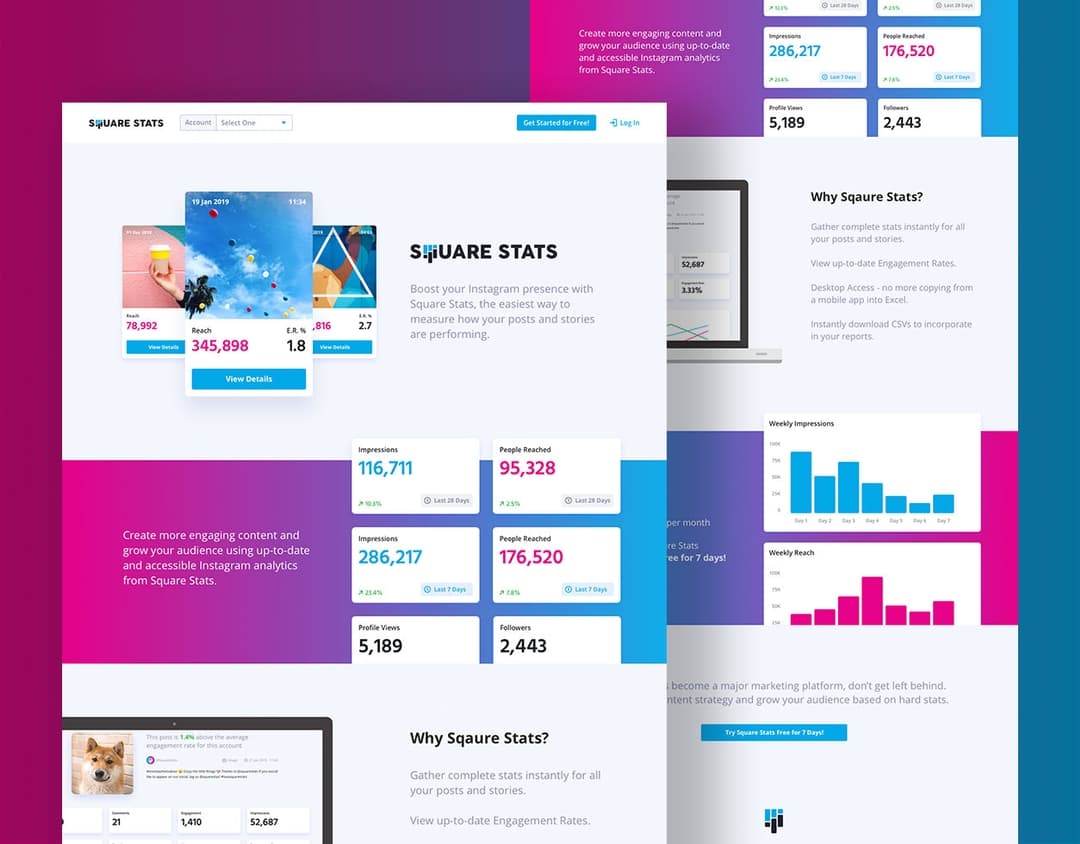 SQUARE STATS
Account
Select One
Get Started for Free!
Log In
19 Jan 2019
11:34
Reach
78,992
View Details
Reach
345,898
E.R. %
1.8
View Details
,816
E.R. %
2.7
View Details
SQUARE STATS
Boost your Instagram presence with
Square Stats, the easiest way to
measure how your posts and stories
are performing.
Create more engaging content and
grow your audience using up-to-date
and accessible Instagram analytics
from Square Stats.
Impressions
116,711
10.3%
Last 28 Days
People Reached
95,328
2.5%
Last 28 Days
Impressions
286,217
23.4%
Last 7 Days
People Reached
176,520
7.8%
Last 7 Days
Profile Views
5,189
Followers
2,443
This post is 1.4% above the average
engagement rate for this account
Comments
21
Engagement
1,410
Impressions
52,687
Why Sqaure Stats?
Gather complete stats instantly for all
your posts and stories.
View up-to-date Engagement Rates.
Create more engaging content and
grow your audience using up-to-date
and accessible Instagram analytics
from Square Stats.
Last 28 Days
2.5%
Last 28 Days
Impressions
286,217
23.4%
Last 7 Days
People Reached
176,520
7.8%
Last 7 Days
Profile Views
5,189
Followers
2,443
52,687
3.33%
Why Sqaure Stats?
Gather complete stats instantly for all
your posts and stories.
View up-to-date Engagement Rates.
Desktop Access - no more copying from
a mobile app into Excel.
Instantly download CSVs to incorporate
in your reports.
per month
re Stats
ee for 7 days!
Weekly Impressions
100K
75K
50K
25K
0
Day 1 Day 2 Day 3 Day 4 Day 5 Day 6 Day 7
Weekly Reach
100K
75K
50K
25K
become a major marketing platform, don't get left behind.
ntent strategy and grow your audience based on hard stats.
Try Square Stats Free for 7 Days!